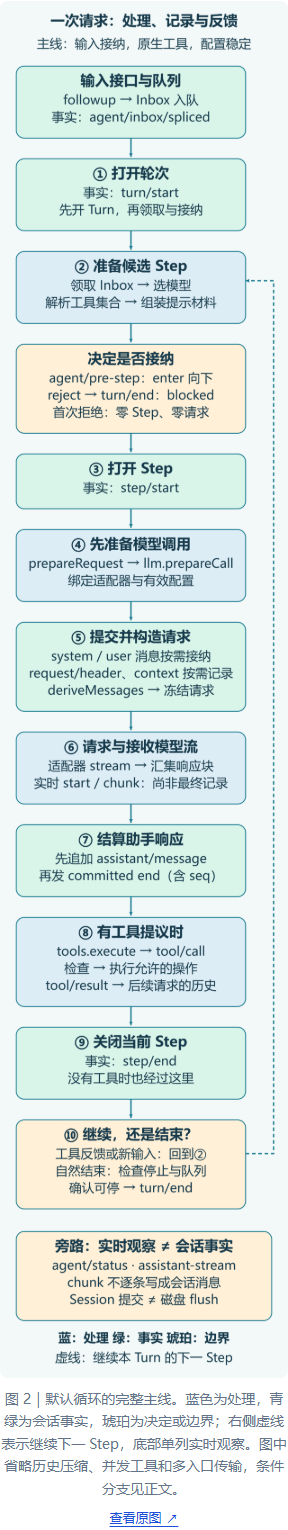 一次请求：处理、记录与反馈
主线：输入接纳，原生工具，配置稳定
输入接口与队列
followup → Inbox 入队
事实：agent/inbox/spliced
① 打开轮次
事实：turn/start
先开 Turn，再领取与接纳
② 准备候选 Step
领取 Inbox → 选模型
解析工具集合 → 组装提示材料
决定是否接纳
agent/pre-step：enter 向下
reject → turn/end：blocked
首次拒绝：零 Step、零请求
③ 打开 Step
事实：step/start
④ 先准备模型调用
prepareRequest → llm.prepareCall
绑定适配器与有效配置
⑤ 提交并构造请求
system / user 消息按需接纳
request/header、context 按需记录
deriveMessages → 冻结请求
⑥ 请求与接收模型流
适配器 stream → 汇集响应块
实时 start / chunk：尚非最终记录
⑦ 结算助手响应
先追加 assistant/message
再发 committed end（含 seq）
⑧ 有工具提议时
tools.execute → tool/call
检查 → 执行允许的操作
tool/result → 后续请求的历史
⑨ 关闭当前 Step
事实：step/end
没有工具时也经过这里
⑩ 继续，还是结束？
工具反馈或新输入：回到②
自然结束：检查停止与队列
确认可停 → turn/end
旁路：实时观察 ≠ 会话事实
agent/status · assistant-stream
chunk 不逐条写成会话消息
Session 提交 ≠ 磁盘 flush
蓝：处理 绿：事实 琥珀：边界
虚线：继续本 Turn 的下一 Step
图 2 | 默认循环的完整主线。蓝色为处理，青
绿为会话事实，琥珀为决定或边界；右侧虚线
表示继续下一 Step，底部单列实时观察。图中
省略历史压缩、并发工具和多入口传输，条件
分支见正文。
查看原图 ↗